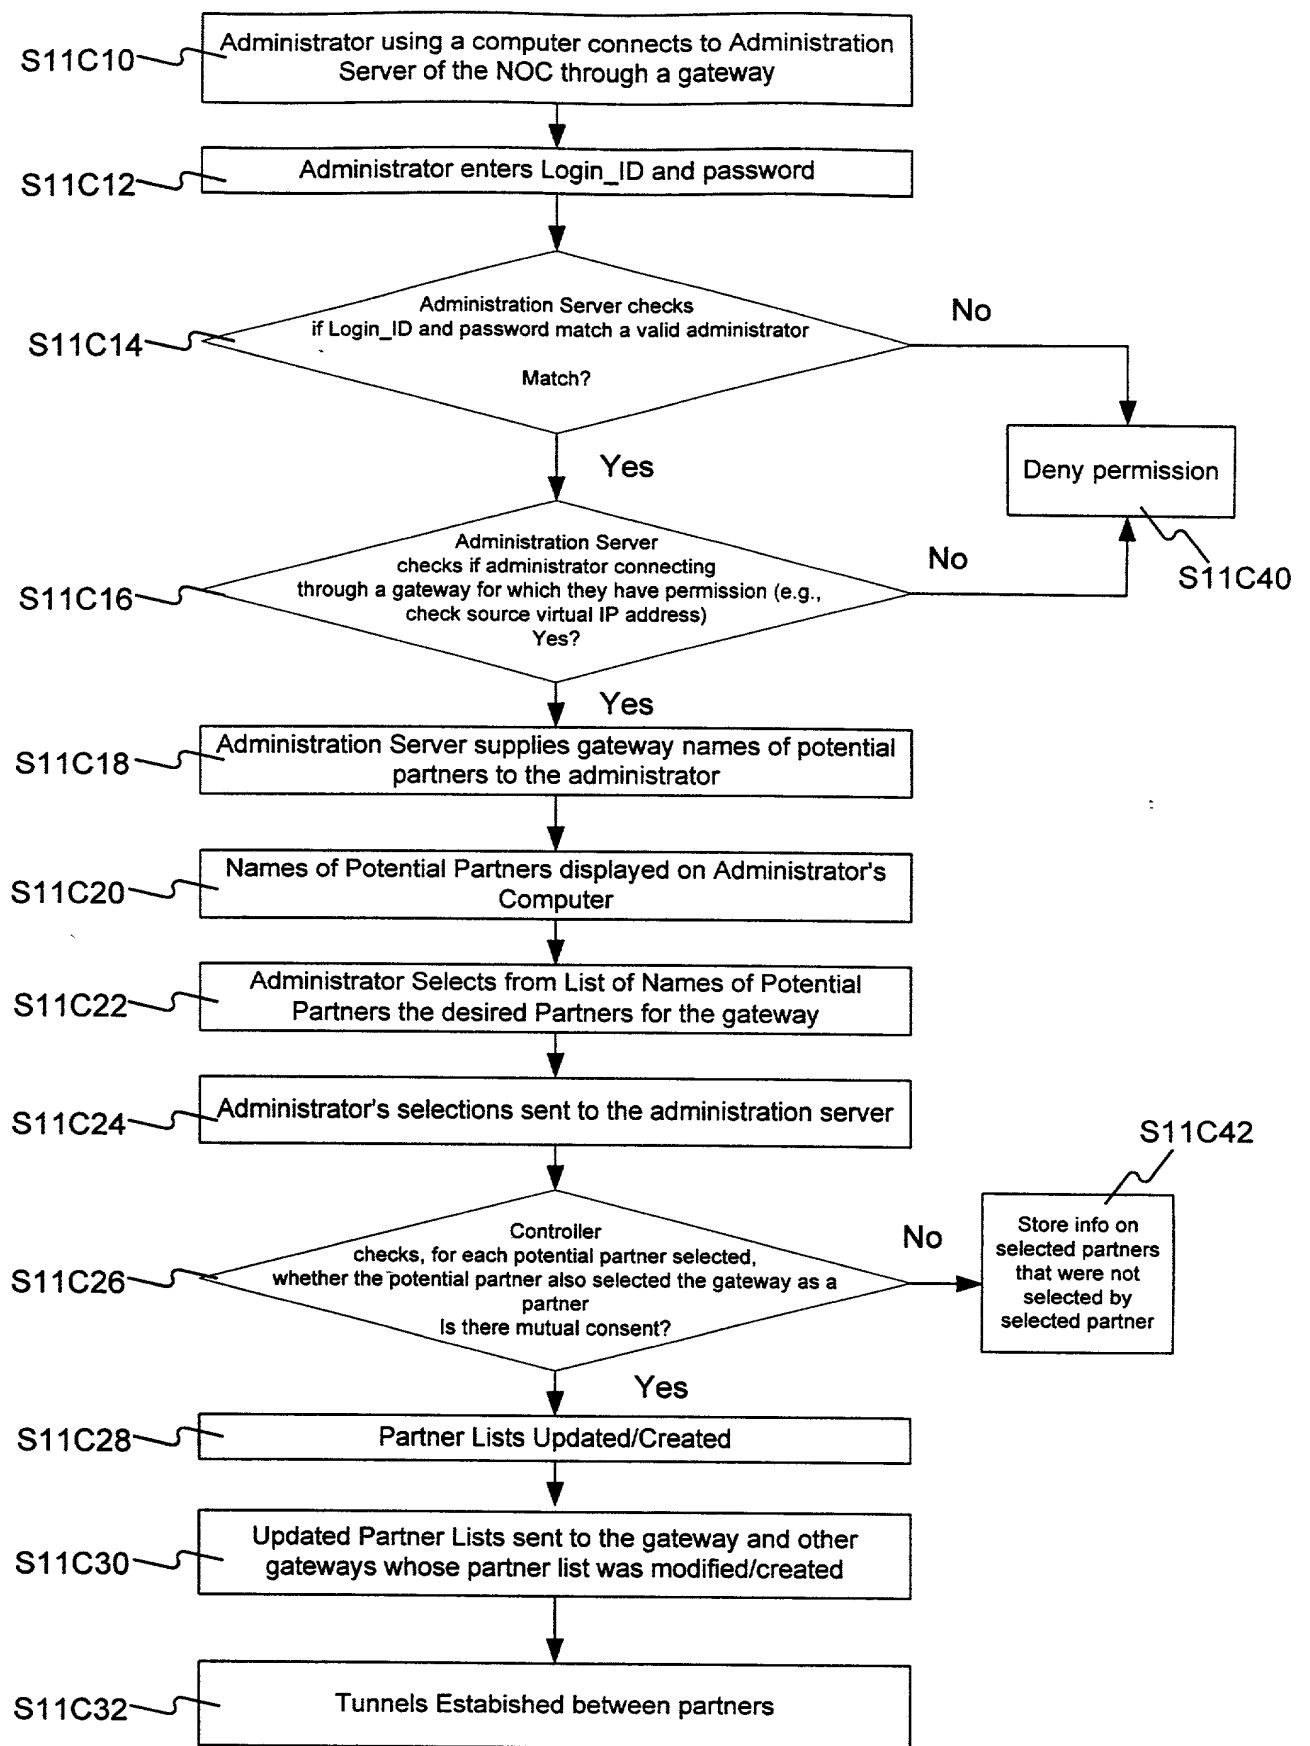 S11C10
Administrator using a computer connects to Administration
Server of the NOC through a gateway
S11C12
Administrator enters Login_ID and password
S11C14
Administration Server checks
if Login_ID and password match a valid administrator
Match?
No
Yes
Deny permission
S11C40
S11C16
Administration Server
checks if administrator connecting
through a gateway for which they have permission (e.g.,
check source virtual IP address)
Yes?
No
Yes
S11C18
Administration Server supplies gateway names of potential
partners to the administrator
S11C20
Names of Potential Partners displayed on Administrator's
Computer
S11C22
Administrator Selects from List of Names of Potential
Partners the desired Partners for the gateway
S11C24
Administrator's selections sent to the administration server
S11C26
Controller
checks, for each potential partner selected,
whether the potential partner also selected the gateway as a
partner
Is there mutual consent?
No
S11C42
Store info on
selected partners
that were not
selected by
selected partner
Yes
S11C28
Partner Lists Updated/Created
S11C30
Updated Partner Lists sent to the gateway and other
gateways whose partner list was modified/created
S11C32
Tunnels Estabished between partners